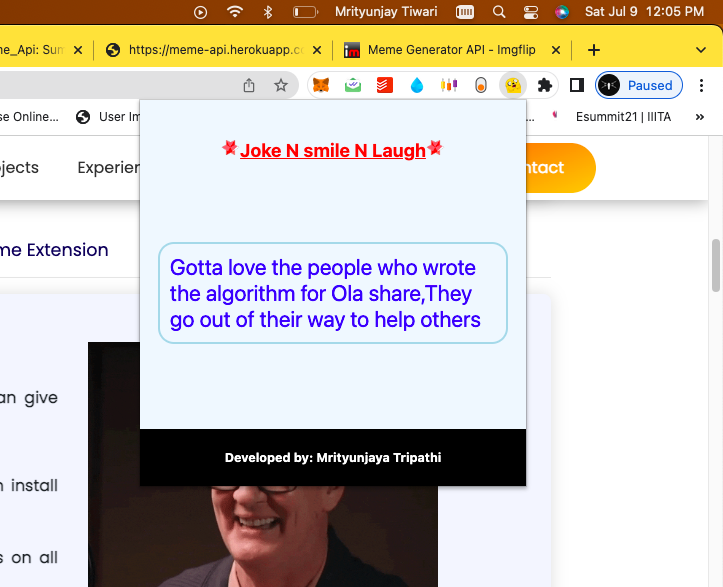 Mrityunjay Tiwari
Sat Jul 9 12:05 PM
me_Api: Sum
https://meme-api.herokuapp.co
Meme Generator API - Imgflip
Paused
se Online...
User Im
...
Esummit21 | IIITA
jects
Experien
ntact
me Extension
Joke N smile N Laugh
Gotta love the people who wrote
the algorithm for Ola share,They
go out of their way to help others
Developed by: Mrityunjaya Tripathi
an give
n install
s on all